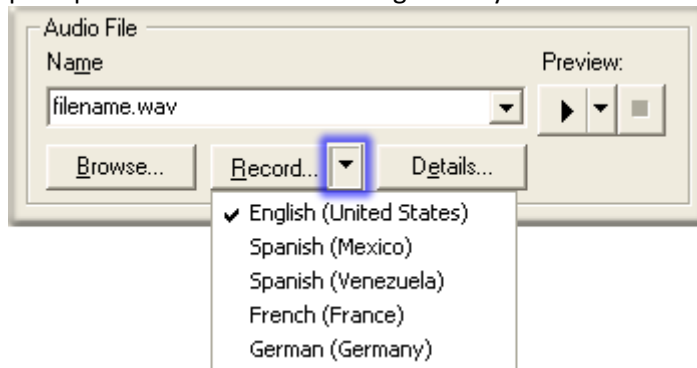 Audio File
Name
Preview:
filename.wav
Browse...
Record...
Details...
English (United States)
Spanish (Mexico)
Spanish (Venezuela)
French (France)
German (Germany)